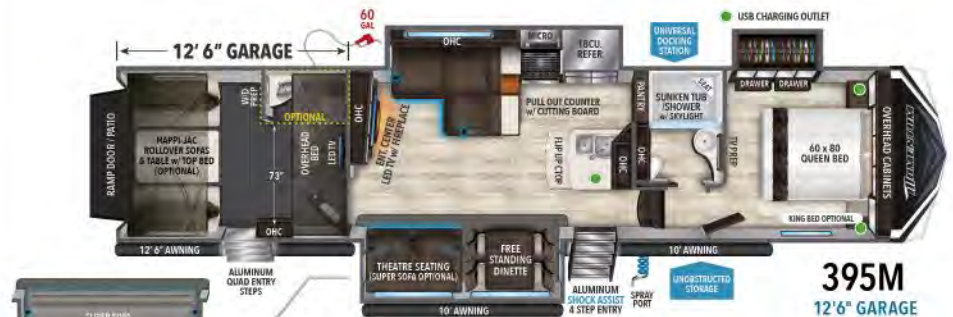 60
GAL
USB CHARGING OUTLET
12' 6" GARAGE
OHC
MICRO
18CU.
REFER
UNIVERSAL
DOCKING
STATION
DRAWER
DRAWER
W/D
PREP
OPTIONAL
OHC
ENT. CENTER
LED TV w/ FIREPLACE
PULL OUT COUNTER
w/ CUTTING BOARD
PANTRY
SEAT
SUNKEN TUB
/SHOWER
w/ SKYLIGHT
RAMP DOOR / PATIO
HAPPI-JAC
ROLLOVER SOFAS
& TABLE w/ TOP BED
(OPTIONAL)
73"
OVERHEAD
BED
LED TV
FLIP UP CTOP
OHC
OHC
TV PREP
60 x 80
QUEEN BED
OVERHEAD CABINETS
MOMENTUM
OHC
KING BED OPTIONAL
12' 6" AWNING
10' AWNING
THEATRE SEATING
(SUPER SOFA OPTIONAL)
FREE
STANDING
DINETTE
ALUMINUM
QUAD ENTRY
STEPS
ALUMINUM
SHOCK ASSIST
4 STEP ENTRY
SPRAY
PORT
UNOBSTRUCTED
STORAGE
395M
12'6" GARAGE
10' AWNING